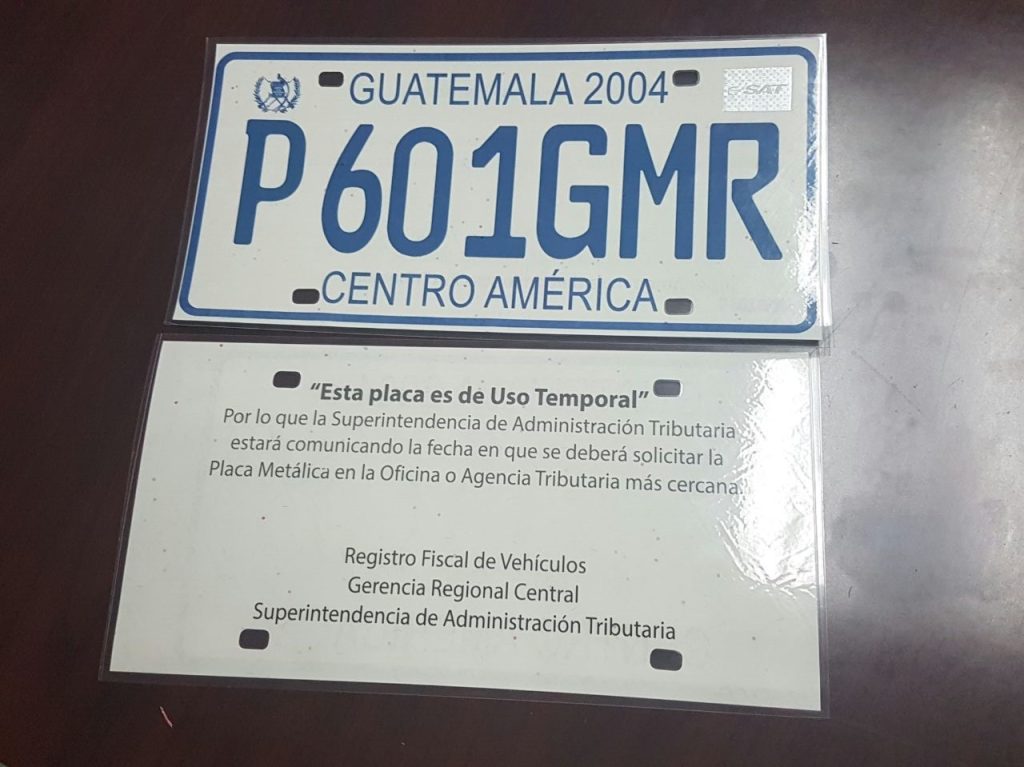 GUATEMALA 2004
SAT
P601GMR
CENTRO AMÉRICA
"Esta placa es de Uso Temporal"
Por lo que la Superintendencia de Administración Tributaria
estará comunicando la fecha en que se deberá solicitar la
Placa Metálica en la Oficina o Agencia Tributaria más cercana.
Registro Fiscal de Vehículos
Gerencia Regional Central
Superintendencia de Administración Tributaria